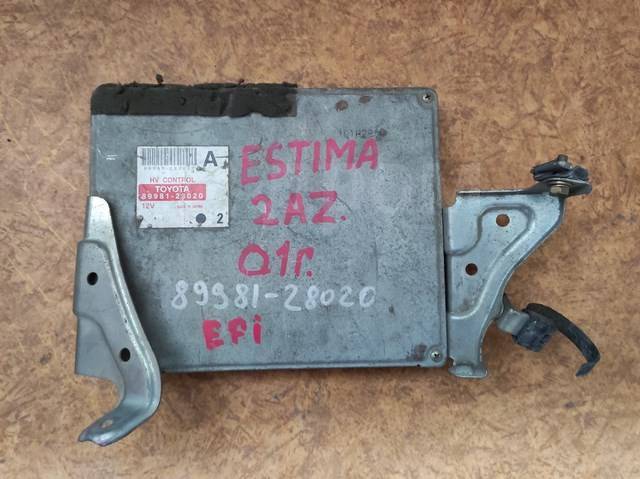 A
HV CONTROL
TOYOTA
89981-28020
12V
2
ESTIMA
2AZ.
01г.
89981-28020
EFi